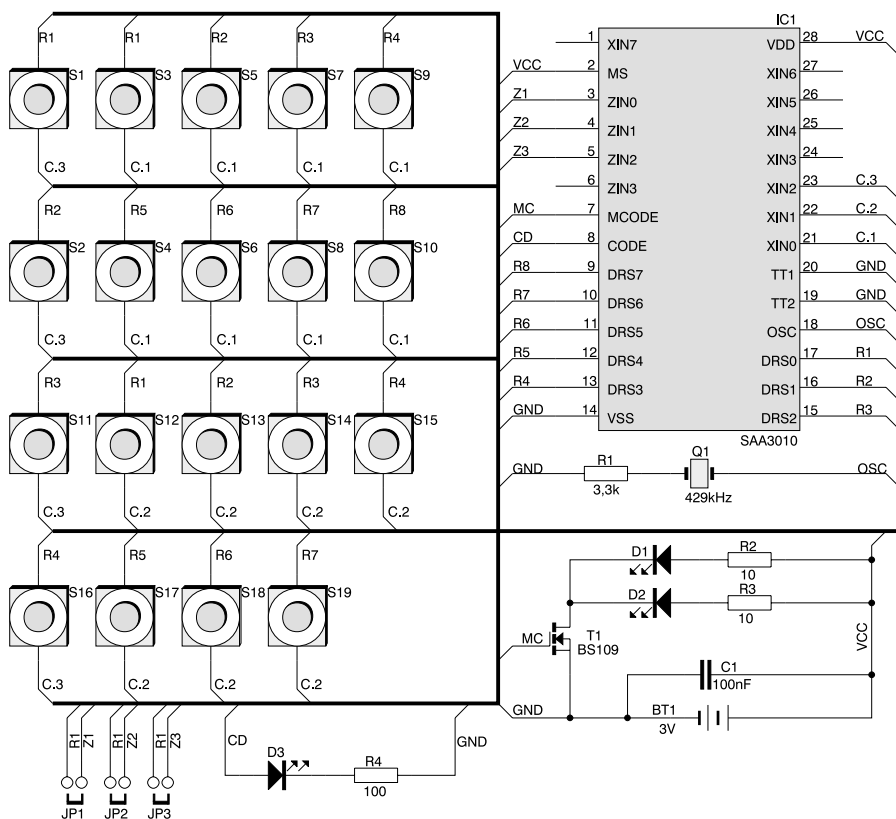 R1 R1 R2 R3 R4
S1 S3 S5 S7 S9
C.3 C.1 C.1 C.1 C.1
R2 R5 R6 R7 R8
S2 S4 S6 S8 S10
C.3 C.1 C.1 C.1 C.1
R3 R1 R2 R3 R4
S11 S12 S13 S14 S15
C.3 C.2 C.2 C.2 C.2
R4 R5 R6 R7
S16 S17 S18 S19
C.3 C.2 C.2 C.2
R1 Z1 R1 Z2 R1 Z3
JP1 JP2 JP3
CD D3 R4 100 GND
IC1
1 XIN7 VDD 28 VCC
VCC 2 MS XIN6 27
Z1 3 ZIN0 XIN5 26
Z2 4 ZIN1 XIN4 25
Z3 5 ZIN2 XIN3 24
6 ZIN3 XIN2 23 C.3
MC 7 MCODE XIN1 22 C.2
CD 8 CODE XIN0 21 C.1
R8 9 DRS7 TT1 20 GND
R7 10 DRS6 TT2 19 GND
R6 11 DRS5 OSC 18 OSC
R5 12 DRS4 DRS0 17 R1
R4 13 DRS3 DRS1 16 R2
GND 14 VSS DRS2 15 R3
SAA3010
GND R1 Q1 OSC
3,3k 429kHz
D1 R2
10
D2 R3
10
MC T1
BS109
VCC
C1
100nF
GND BT1
3V